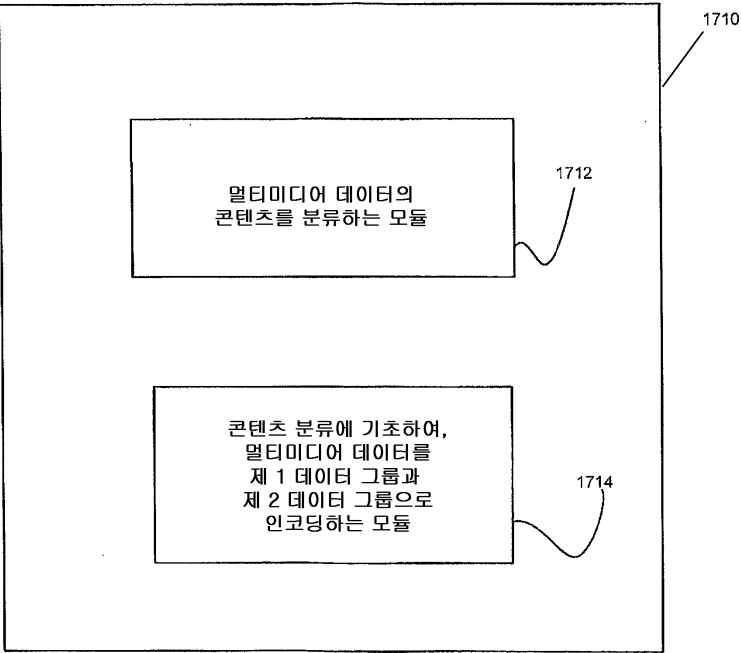 1710
멀티미디어 데이터의
콘텐츠를 분류하는 모듈
1712
콘텐츠 분류에 기초하여,
멀티미디어 데이터를
제 1 데이터 그룹과
제 2 데이터 그룹으로
인코딩하는 모듈
1714